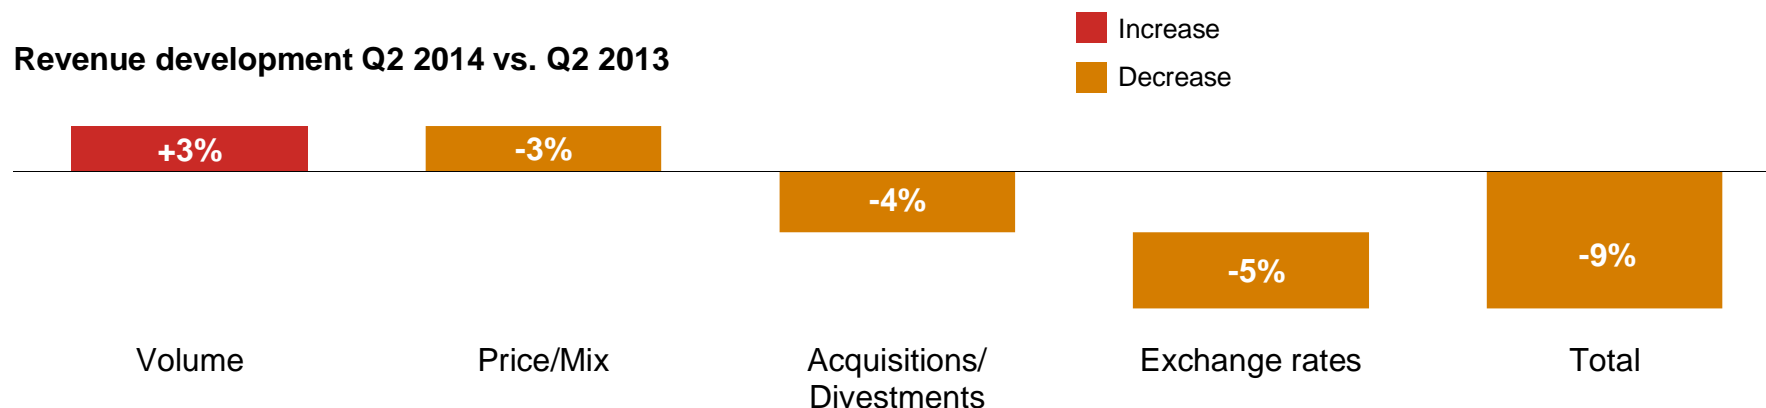 Increase
Revenue development Q2 2014 vs. Q2 2013
Decrease
+3%
-3%
-4%
-5%
-9%
Volume
Price/Mix
Acquisitions/
Divestments
Exchange rates
Total